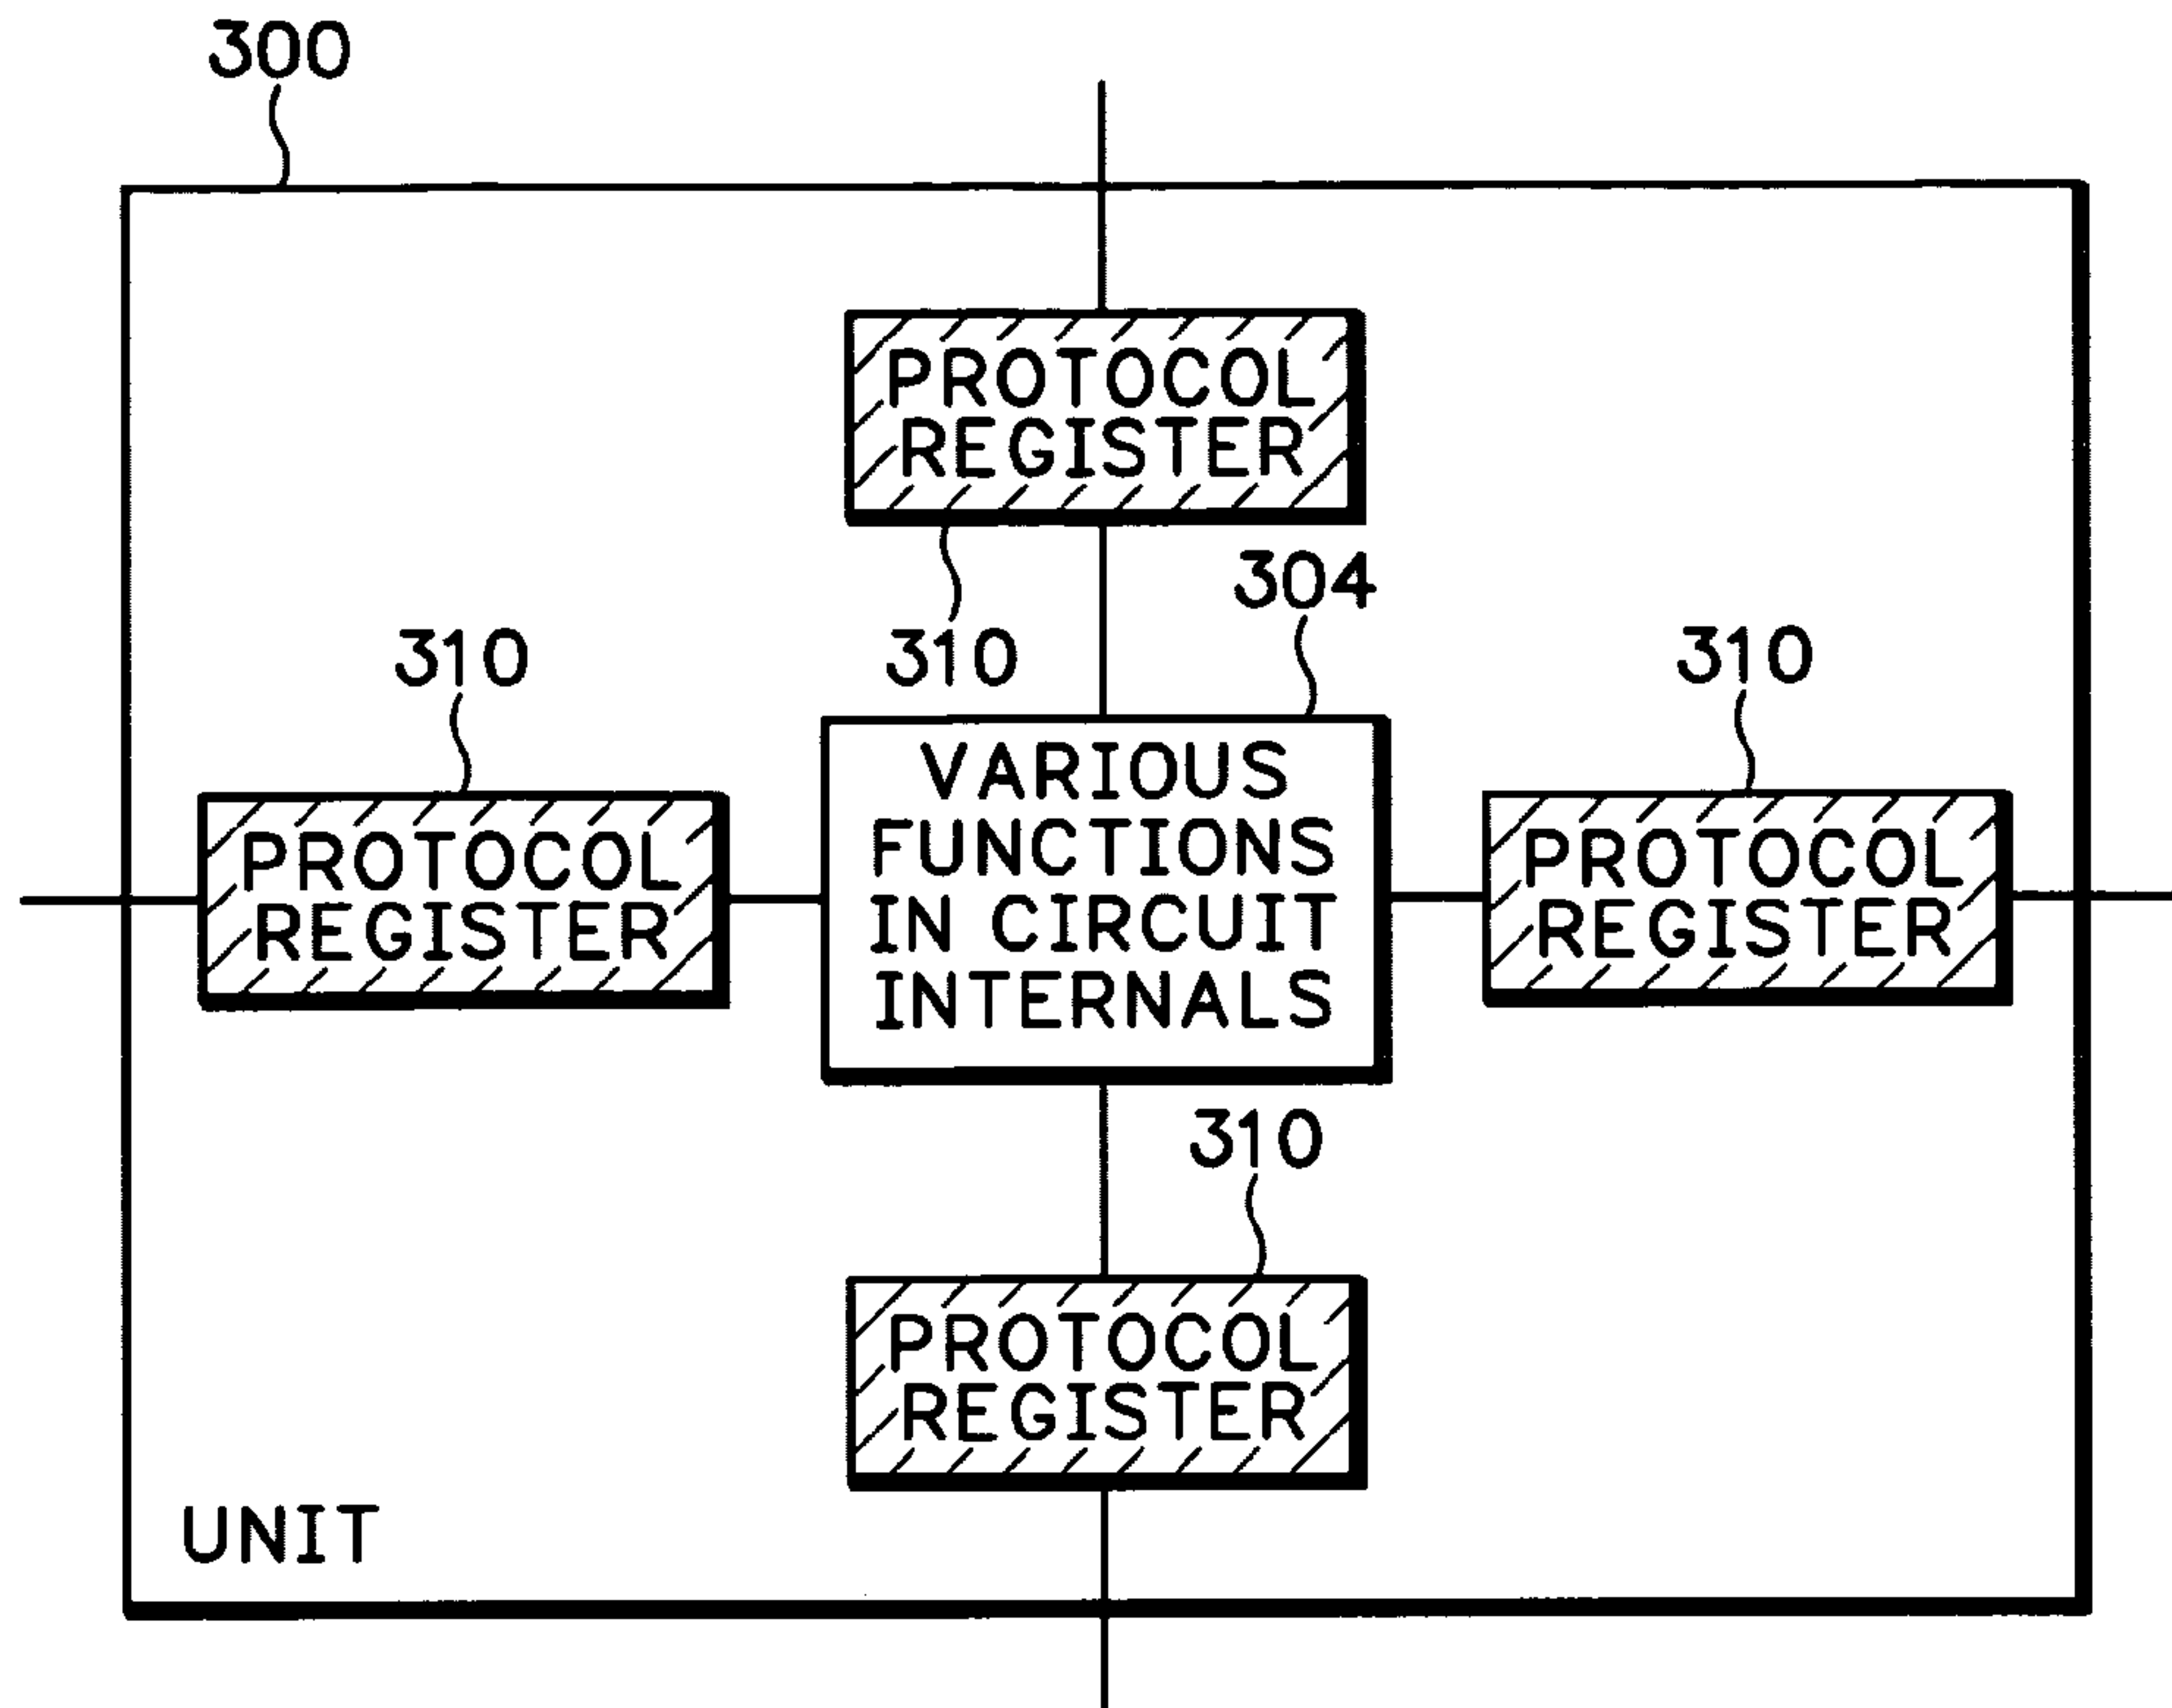 300
PROTOCOL
REGISTER
304
310
310
310
VARIOUS
FUNCTIONS
IN CIRCUIT
INTERNALS
PROTOCOL
REGISTER
PROTOCOL
REGISTER
310
PROTOCOL
REGISTER
UNIT